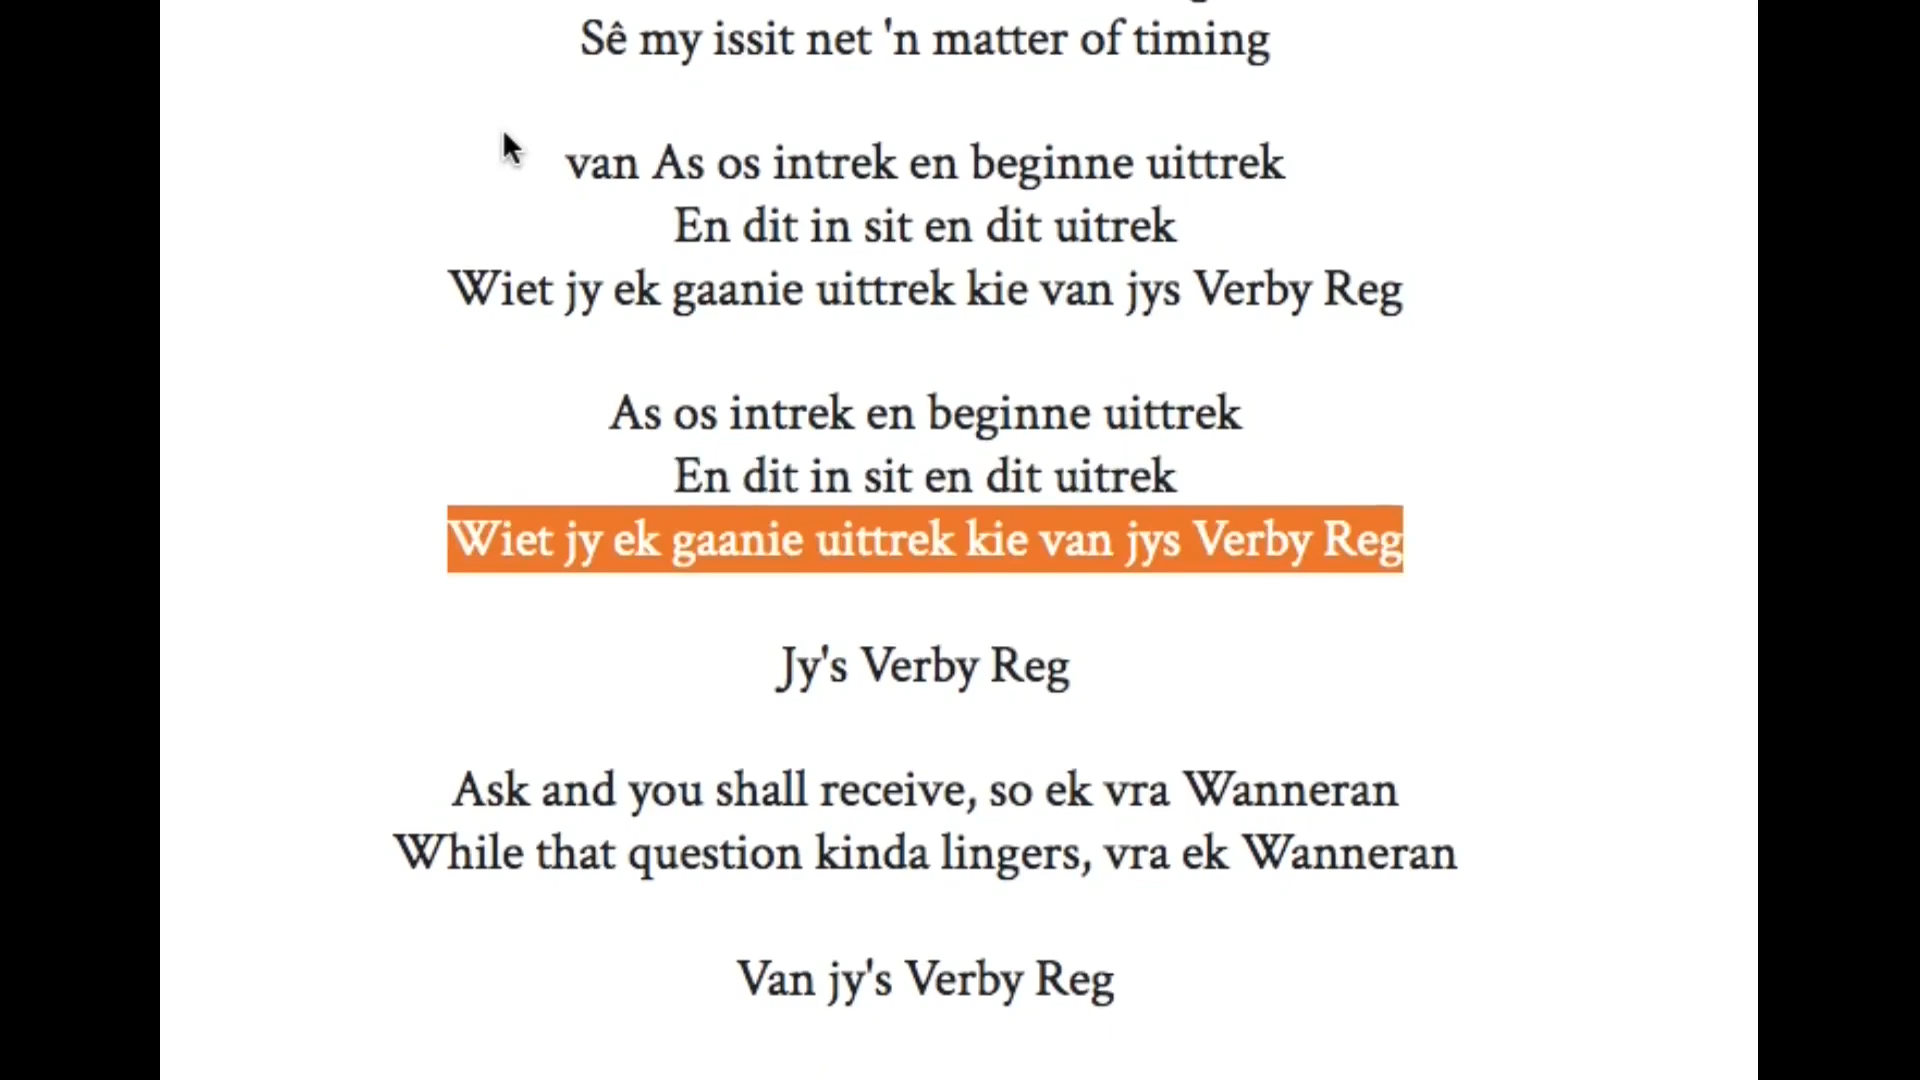 Sê my issit net 'n matter of timing
van As os intrek en beginne uittrek
En dit in sit en dit uitrek
Wiet jy ek gaanie uittrek kie van jys Verby Reg
As os intrek en beginne uittrek
En dit in sit en dit uitrek
Wiet jy ek gaanie uittrek kie van jys Verby Reg
Jy's Verby Reg
Ask and you shall receive, so ek vra Wanneran
While that question kinda lingers, vra ek Wanneran
Van jy's Verby Reg